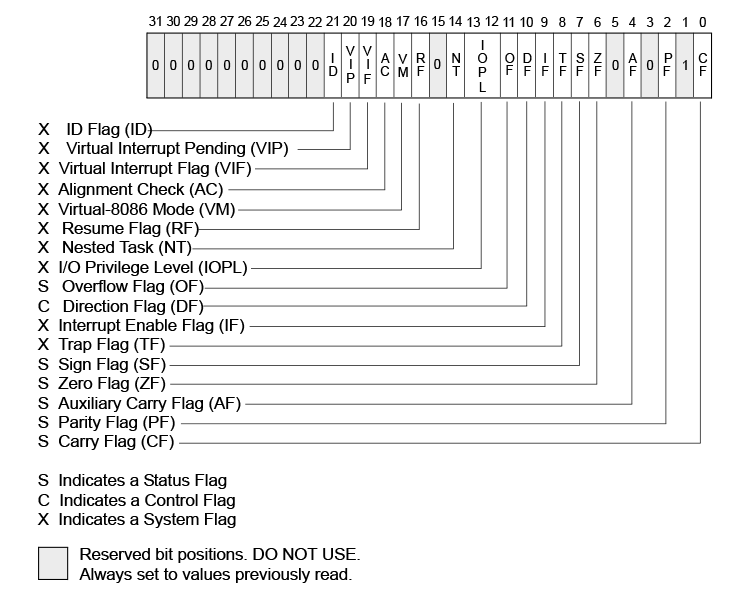 31 30 29 28 27 26 25 24 23 22 21 20 19 18 17 16 15 14 13 12 11 10 9 8 7 6 5 4 3 2 1 0
0 0 0 0 0 0 0 0 0 0 ID VIP VIF AC VM RF 0 NT IOPL OF DF IF TF SF ZF 0 AF 0 PF 1 CF
X ID Flag (ID)
X Virtual Interrupt Pending (VIP)
X Virtual Interrupt Flag (VIF)
X Alignment Check (AC)
X Virtual-8086 Mode (VM)
X Resume Flag (RF)
X Nested Task (NT)
X I/O Privilege Level (IOPL)
S Overflow Flag (OF)
C Direction Flag (DF)
X Interrupt Enable Flag (IF)
X Trap Flag (TF)
S Sign Flag (SF)
S Zero Flag (ZF)
S Auxiliary Carry Flag (AF)
S Parity Flag (PF)
S Carry Flag (CF)
S Indicates a Status Flag
C Indicates a Control Flag
X Indicates a System Flag
Reserved bit positions. DO NOT USE.
Always set to values previously read.